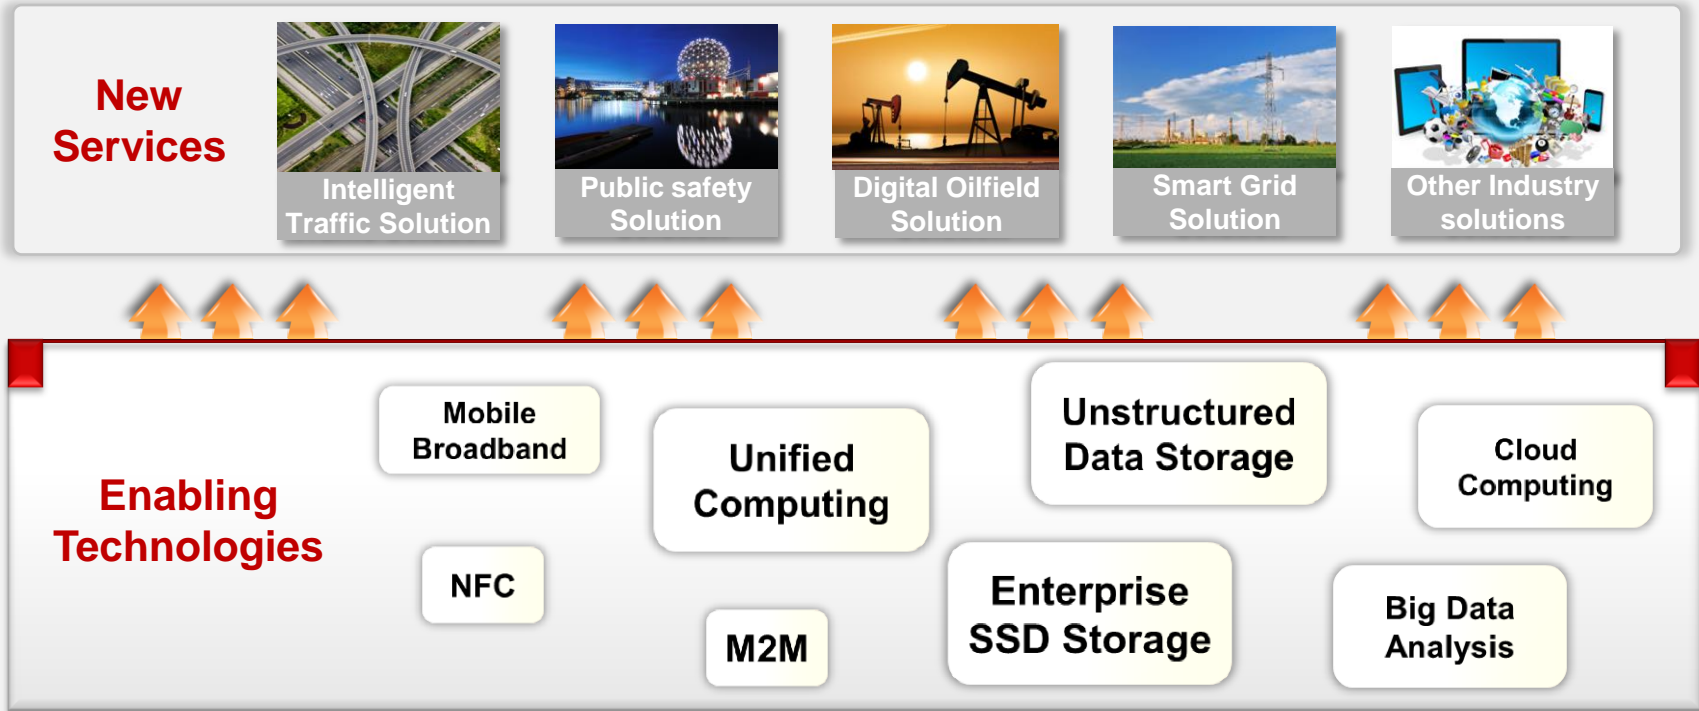 New
Services
Intelligent
Traffic Solution
Public safety
Solution
Digital Oilfield
Solution
Smart Grid
Solution
Other Industry
solutions
Enabling
Technologies
Mobile
Broadband
Unified
Computing
Unstructured
Data Storage
Cloud
Computing
NFC
M2M
Enterprise
SSD Storage
Big Data
Analysis